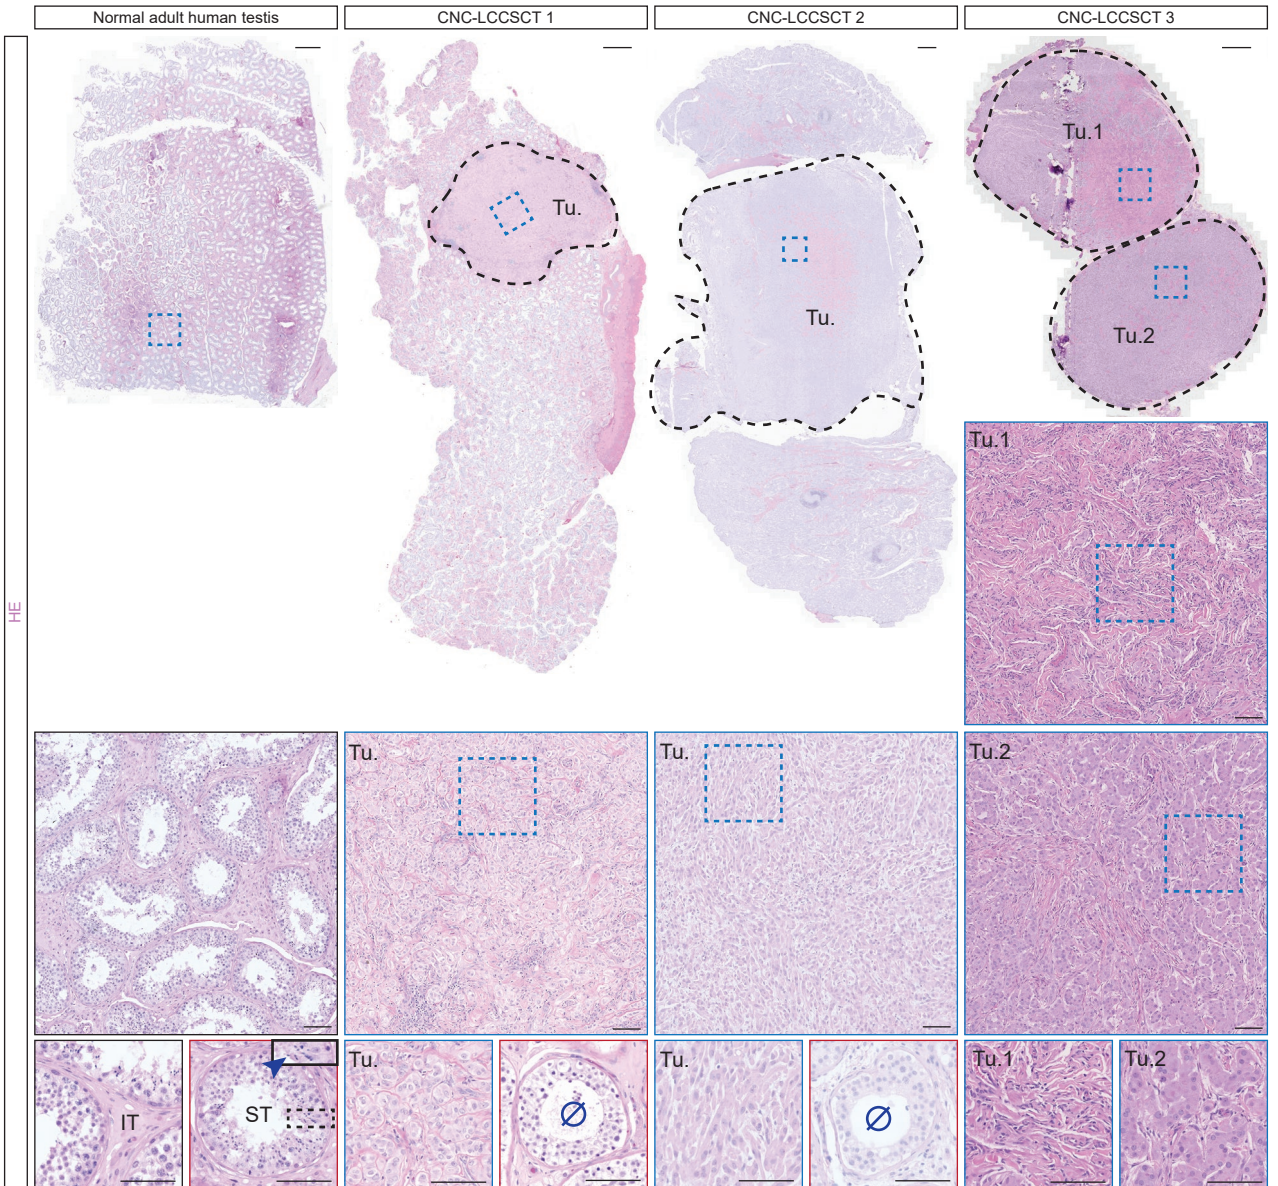 Normal adult human testis
CNC-LCCSCT 1
CNC-LCCSCT 2
CNC-LCCSCT 3
HE
Tu.
Tu.
Tu.1
Tu.2
Tu.1
Tu.
Tu.
Tu.2
IT
ST
Tu.
Ø
Tu.
Ø
Tu.1
Tu.2